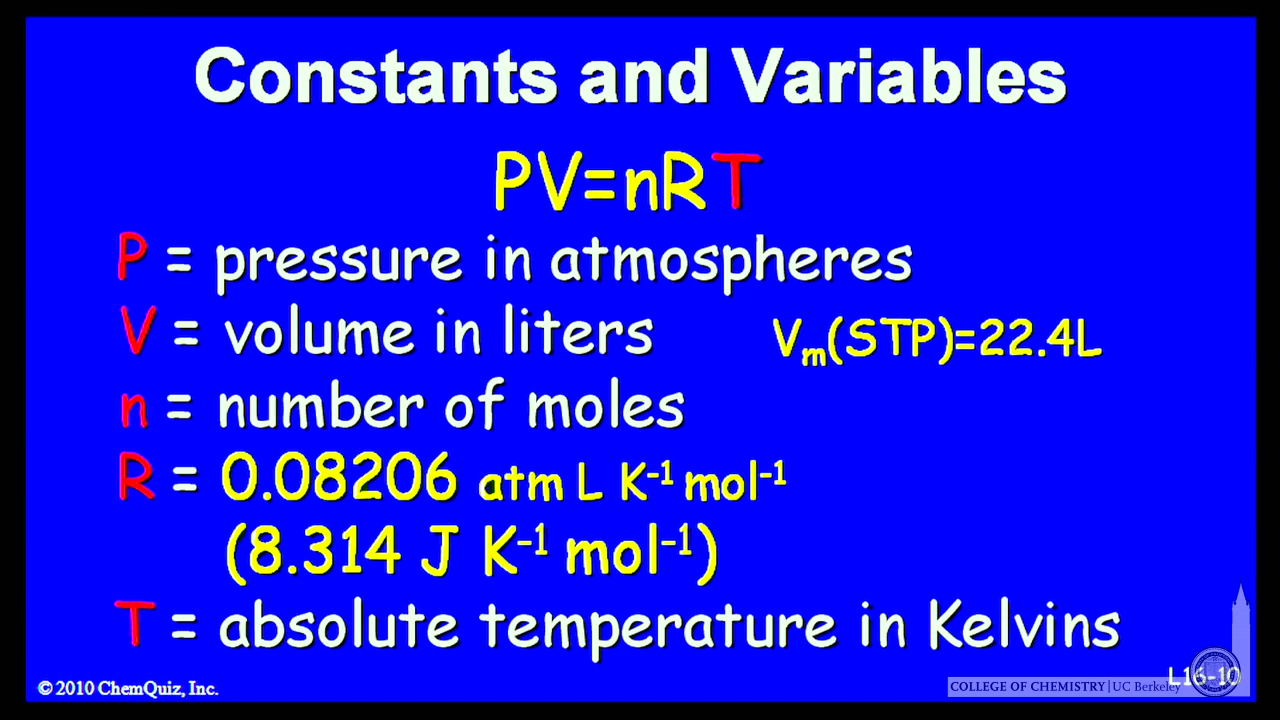 Constants and Variables
PV=nRT
P = pressure in atmospheres
V = volume in liters Vₘ(STP)=22.4L
n = number of moles
R = 0.08206 atm L K⁻¹ mol⁻¹
(8.314 J K⁻¹ mol⁻¹)
T = absolute temperature in Kelvins
L16-10
© 2010 ChemQuiz, Inc. COLLEGE OF CHEMISTRY | UC Berkeley